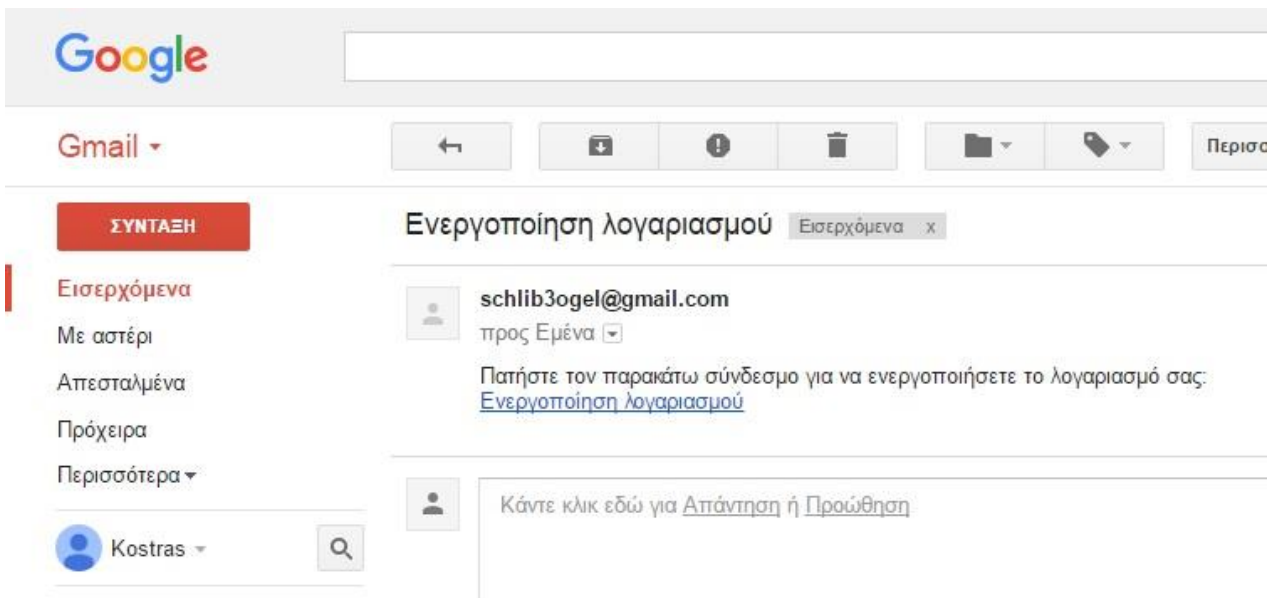 Google
Gmail
Περισσ
ΣΥΝΤΑΞΗ
Ενεργοποίηση λογαριασμού Εισερχόμενα x
Εισερχόμενα
schlib3ogel@gmail.com
προς Εμένα
Με αστέρι
Πατήστε τον παρακάτω σύνδεσμο για να ενεργοποιήσετε το λογαριασμό σας:
Απεσταλμένα
Ενεργοποίηση λογαριασμού
Πρόχειρα
Περισσότερα
Κάντε κλικ εδώ για Απάντηση ή Προώθηση
Kostras